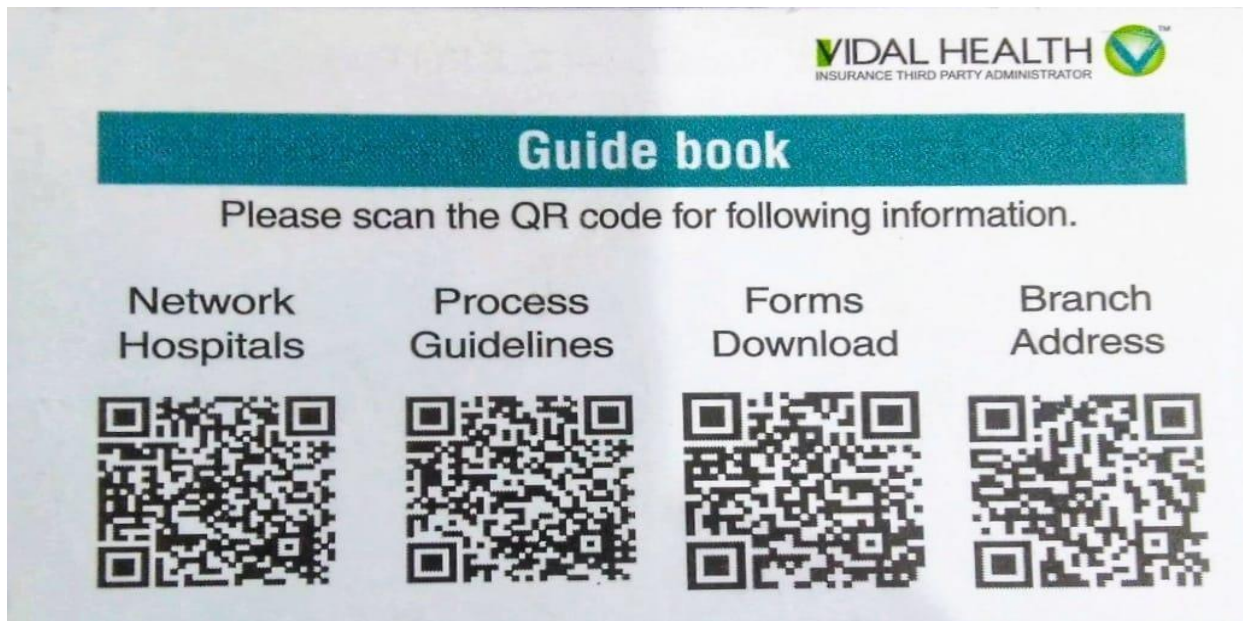 VIDAL HEALTH™
INSURANCE THIRD PARTY ADMINISTRATOR
Guide book
Please scan the QR code for following information.
Network Hospitals
Process Guidelines
Forms Download
Branch Address